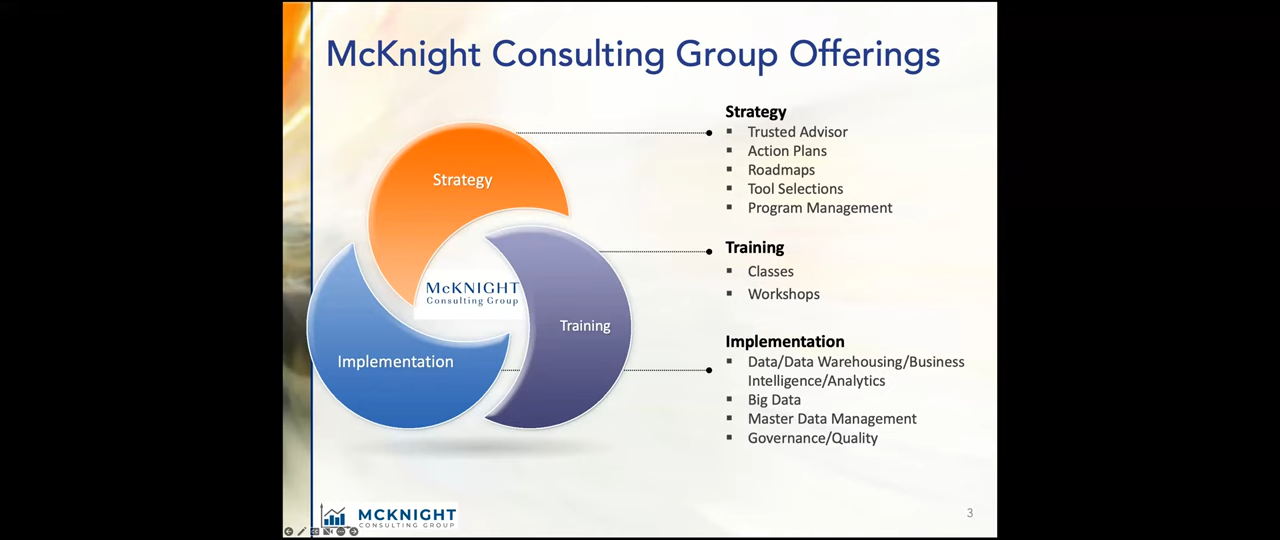 McKnight Consulting Group Offerings
Strategy
Strategy
Trusted Advisor
Action Plans
Roadmaps
Tool Selections
Program Management
Training
Classes
Workshops
McKNIGHT
Consulting Group
Training
Implementation
Implementation
Data/Data Warehousing/Business
Intelligence/Analytics
Big Data
Master Data Management
Governance/Quality
MCKNIGHT
CONSULTING GROUP
3